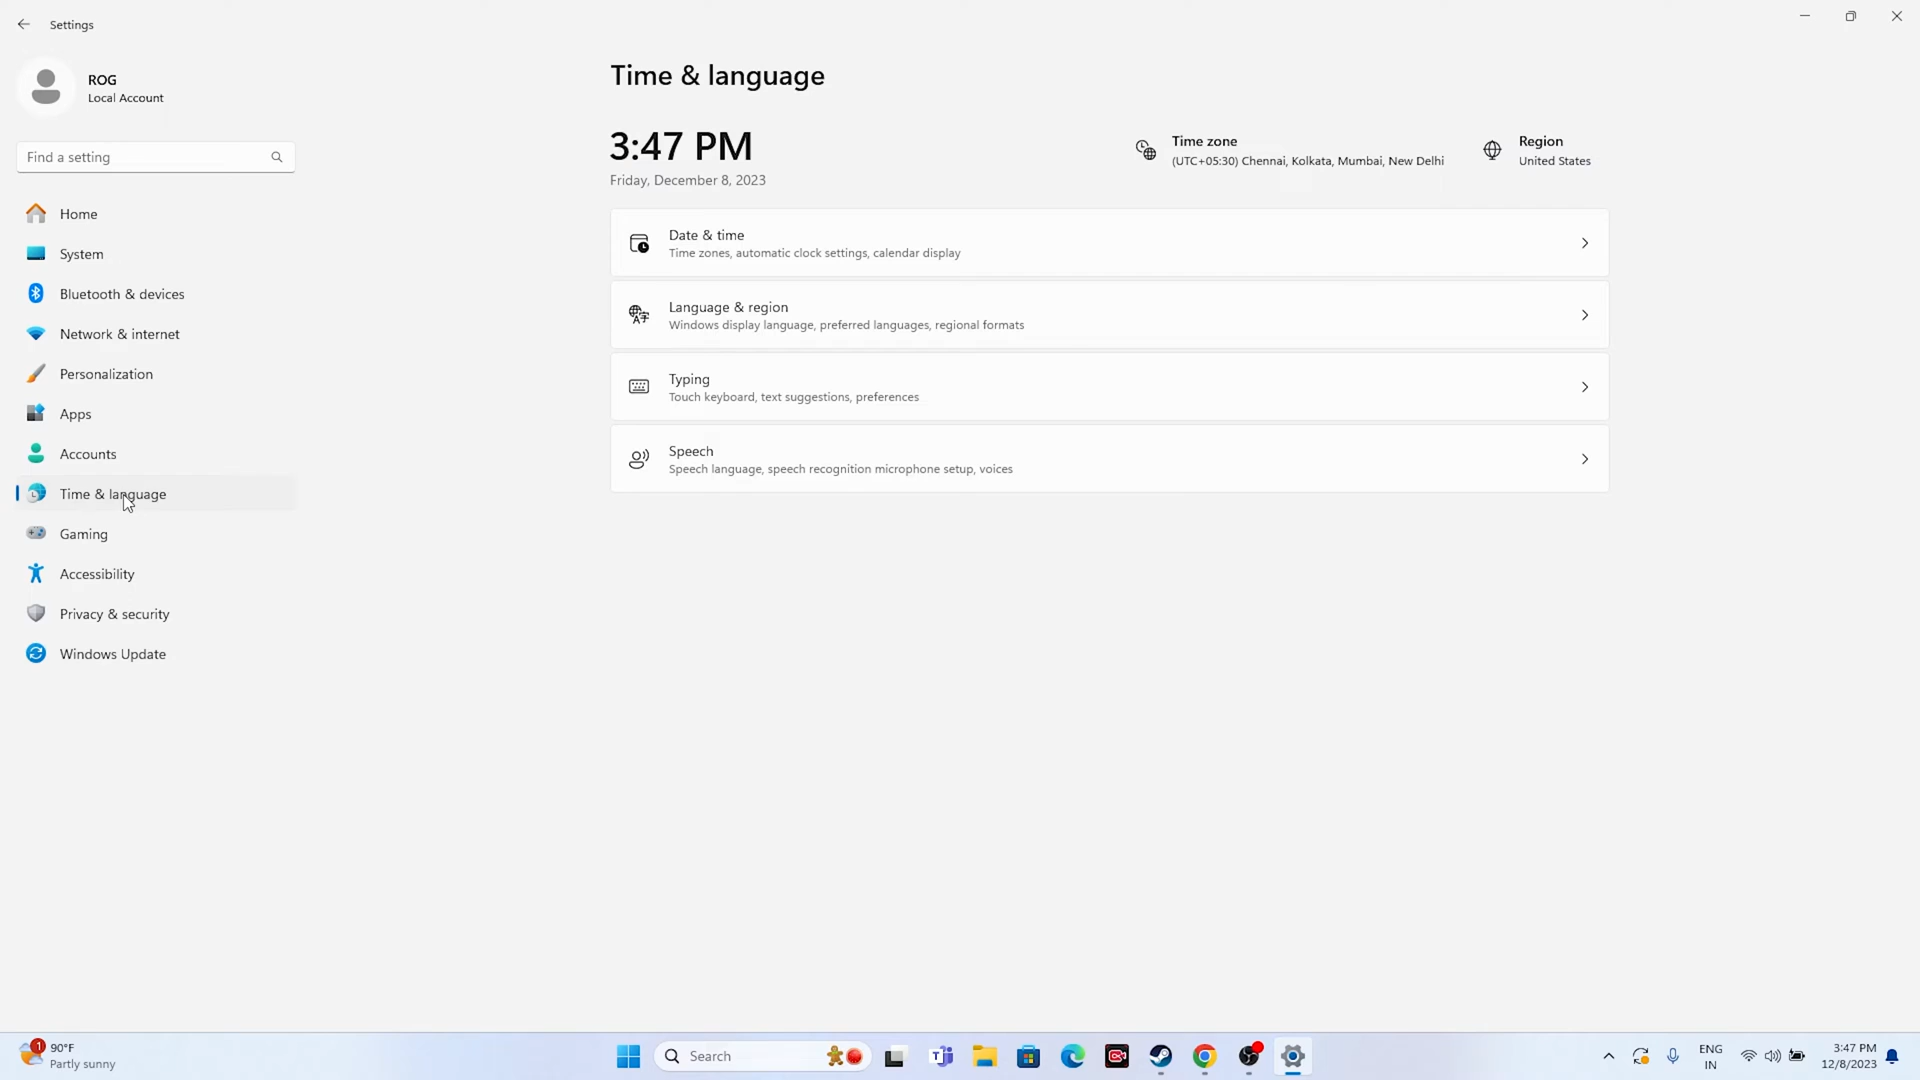 Settings
ROG
Local Account
Find a setting
Home
System
Bluetooth & devices
Network & internet
Personalization
Apps
Accounts
Time & language
Gaming
Accessibility
Privacy & security
Windows Update
Time & language
3:47 PM
Friday, December 8, 2023
Time zone
(UTC+05:30) Chennai, Kolkata, Mumbai, New Delhi
Region
United States
Date & time
Time zones, automatic clock settings, calendar display
Language & region
Windows display language, preferred languages, regional formats
Typing
Touch keyboard, text suggestions, preferences
Speech
Speech language, speech recognition microphone setup, voices
1
90°F
Partly sunny
Search
ENG
IN
3:47 PM
12/8/2023